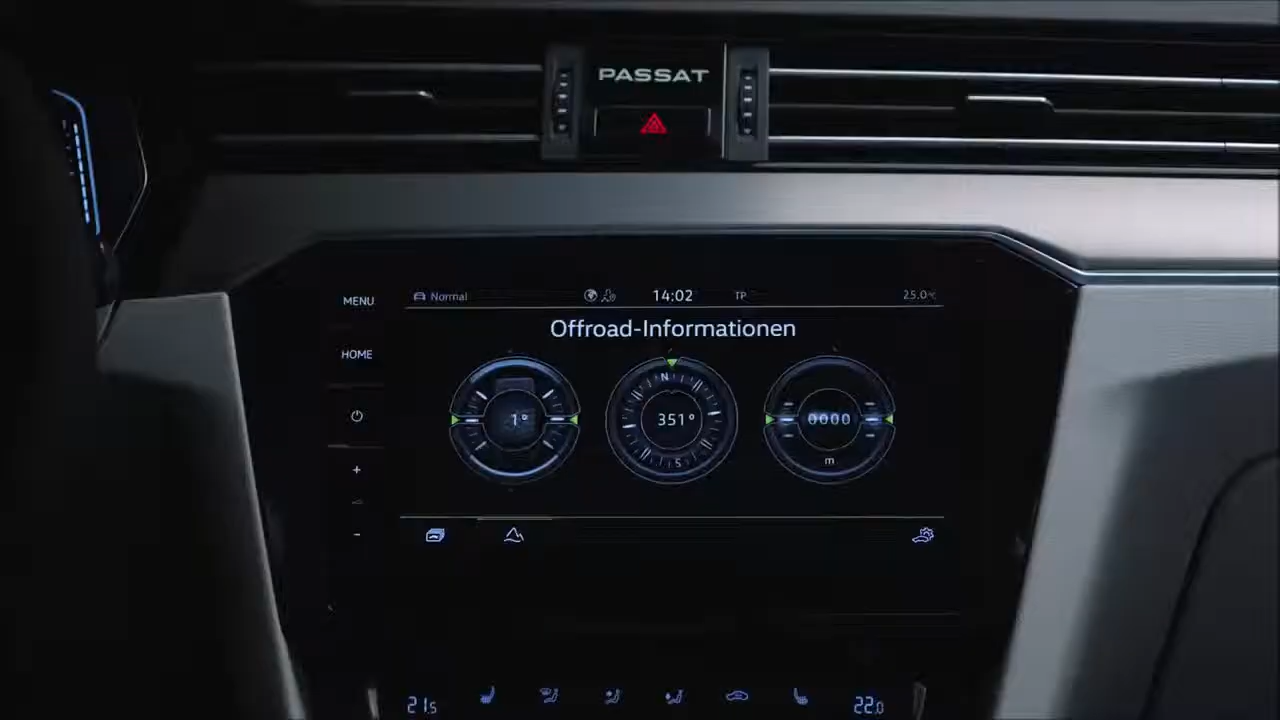 PASSAT
MENU
Normal
14:02
TP
25.0°C
Offroad-Informationen
HOME
N
1°
351°
0000
S
m
+
-
21.5
22.0